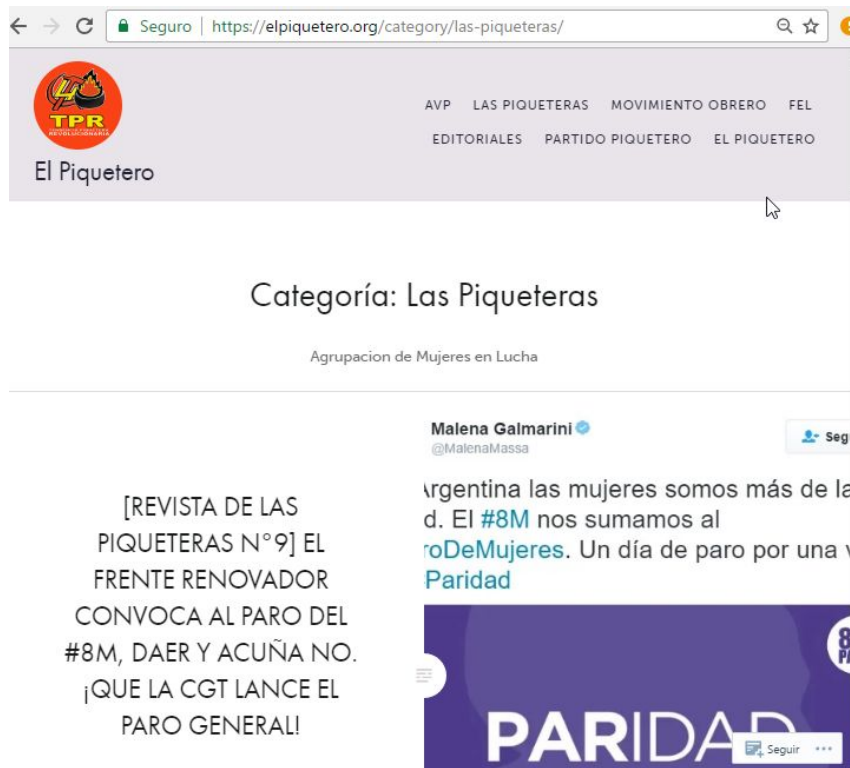 Seguro | https://elpiquetero.org/category/las-piqueteras/
TPR
El Piquetero
AVP LAS PIQUETERAS MOVIMIENTO OBRERO FEL
EDITORIALES PARTIDO PIQUETERO EL PIQUETERO
Categoría: Las Piqueteras
Agrupacion de Mujeres en Lucha
[REVISTA DE LAS
PIQUETERAS N°9] EL
FRENTE RENOVADOR
CONVOCA AL PARO DEL
#8M, DAER Y ACUÑA NO.
¡QUE LA CGT LANCE EL
PARO GENERAL!
Malena Galmarini
@MalenaMassa
Seg
rgentina las mujeres somos más de la
d. El #8M nos sumamos al
roDeMujeres. Un día de paro por una
Paridad
PARIDAD
Seguir